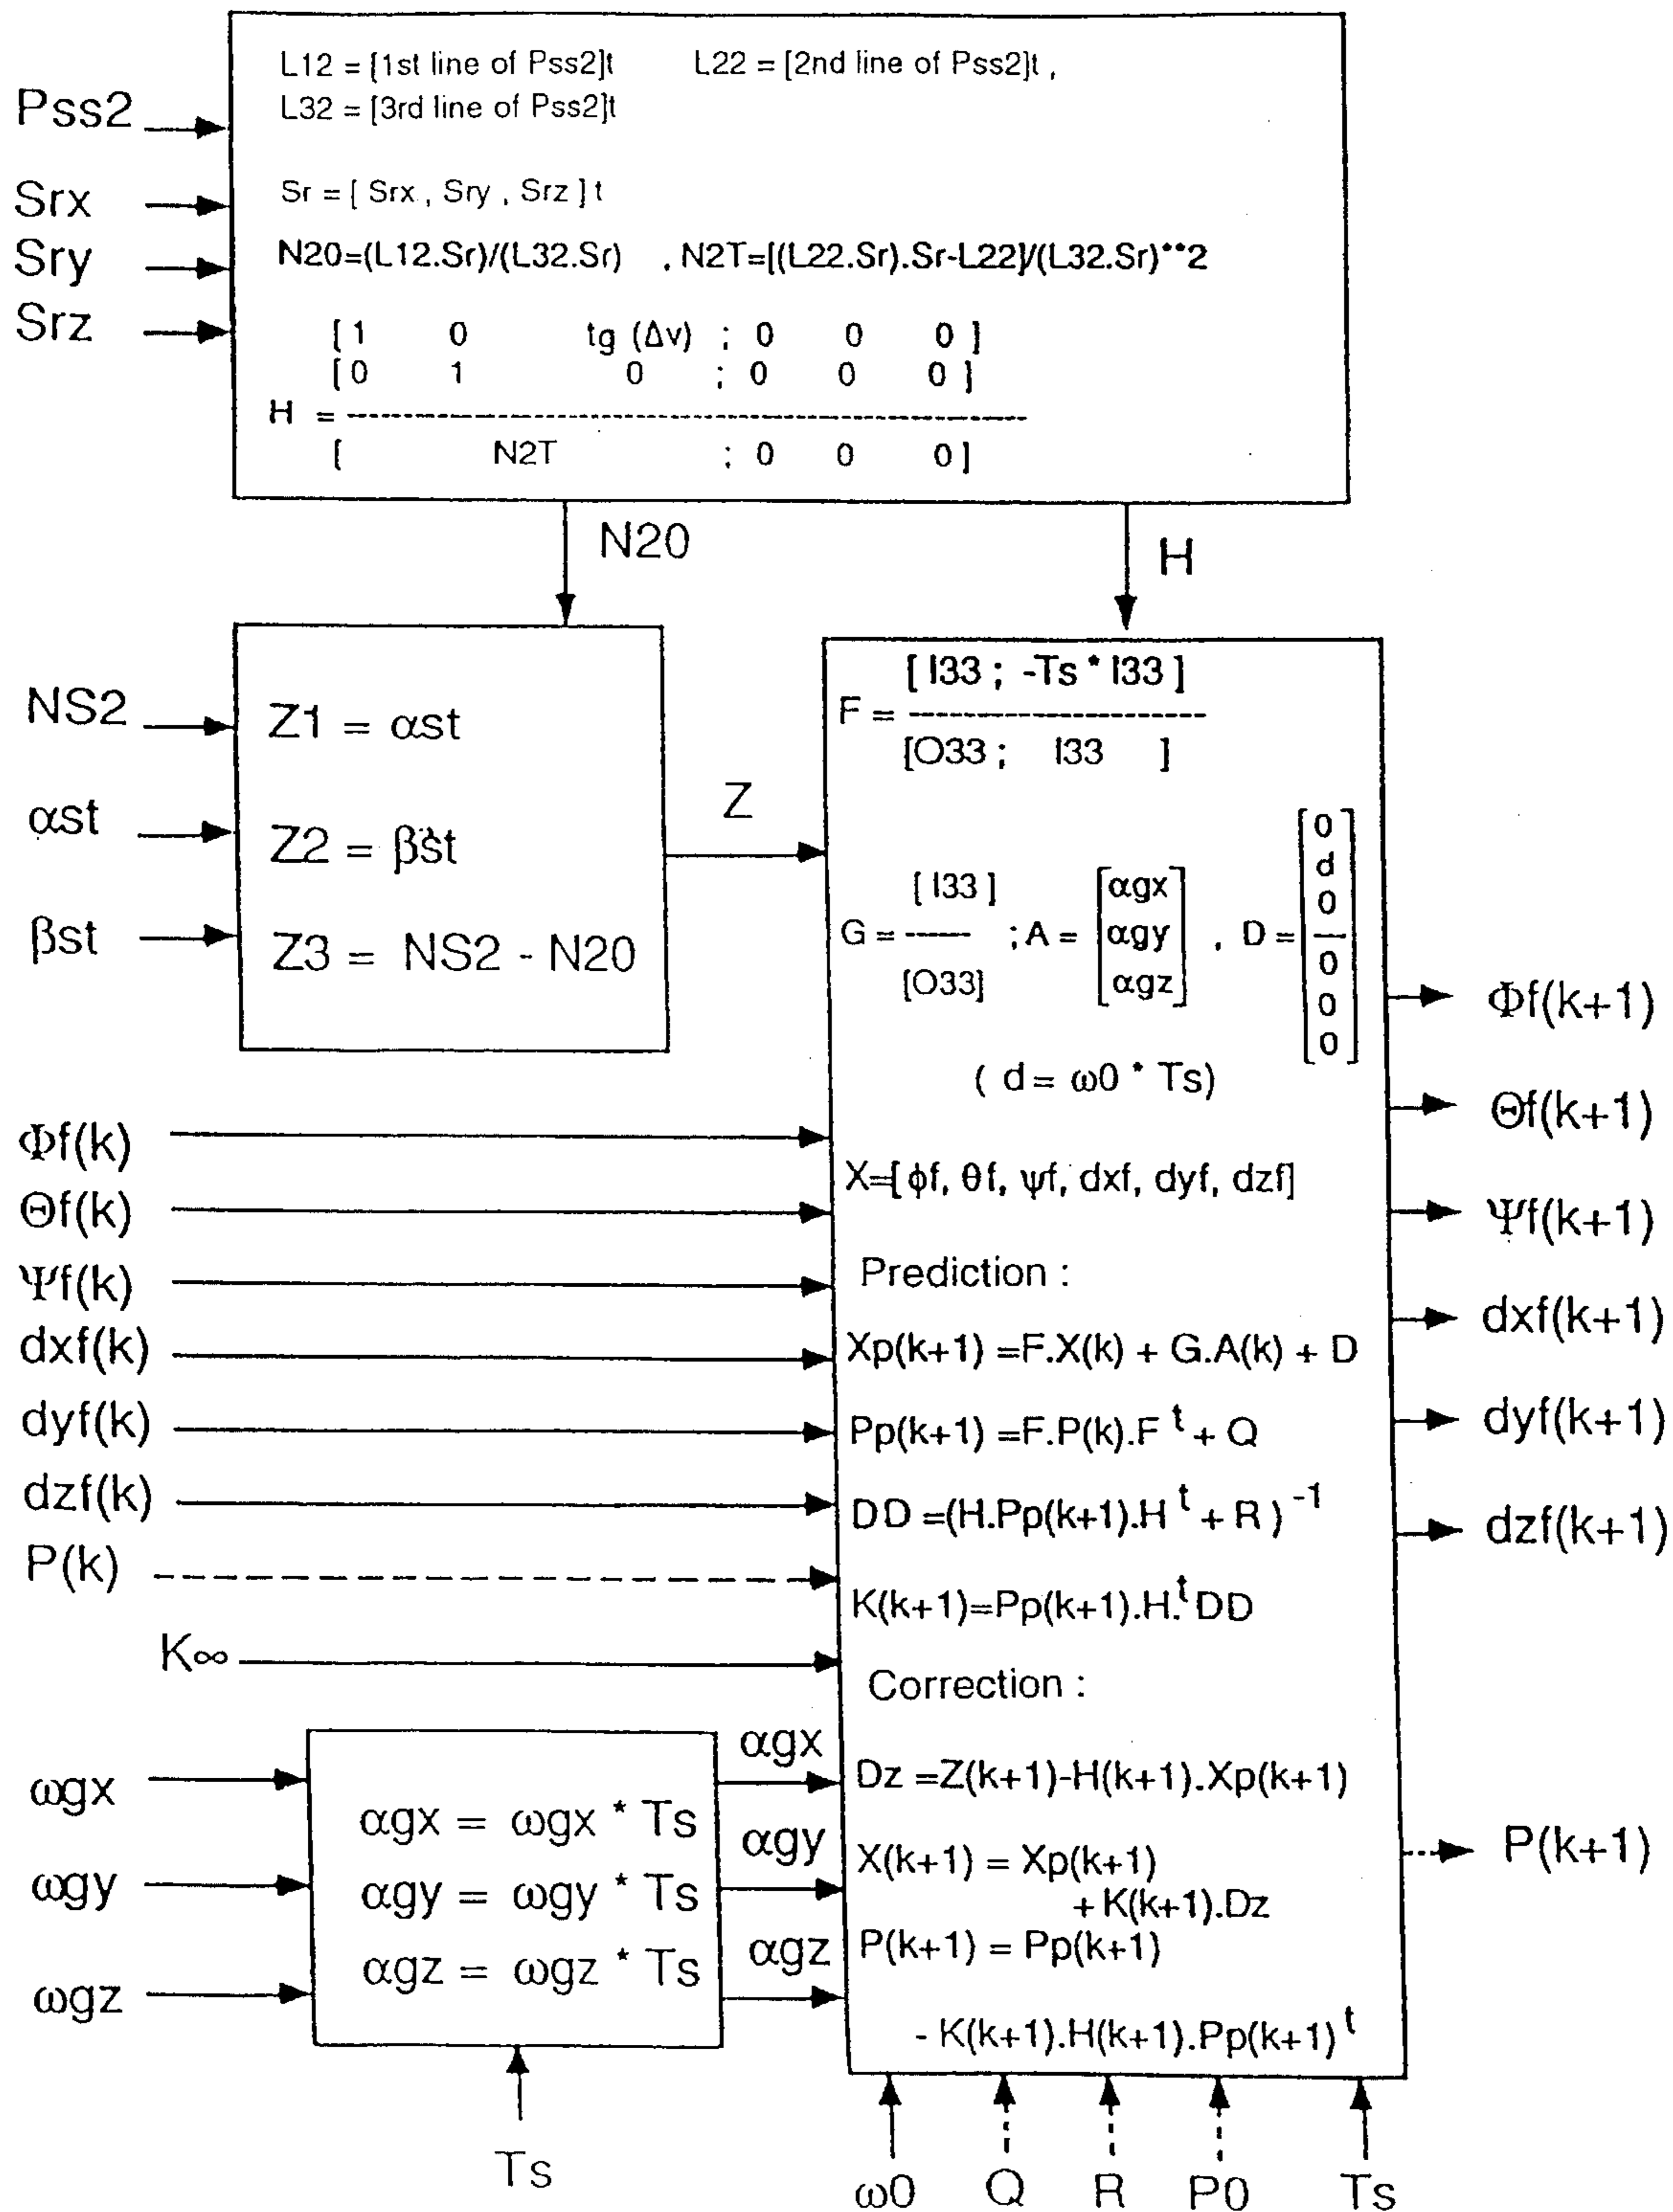 L12 = [1st line of Pss2]t L22 = [2nd line of Pss2]t ,
L32 = [3rd line of Pss2]t
Pss2
Srx
Sry
Srz
Sr = [ Srx , Sry , Srz ] t
N20=(L12.Sr)/(L32.Sr) , N2T=[(L22.Sr).Sr-L22]/(L32.Sr)**2
[ 1 0 tg (Δv) ; 0 0 0 ]
[ 0 1 0 ; 0 0 0 ]
H = --------------------
[ N2T ; 0 0 0 ]
N20
H
NS2
αst
βst
Z1 = αst
Z2 = βst
Z3 = NS2 - N20
Z
[ I33 ; -Ts * I33 ]
F = --------------------
[O33 ; I33 ]
[ I33 ]
G = ----- ; A = [αgx αgy αgz] , D = [0 d 0 0 0 0]
[O33]
( d = ω0 * Ts)
X=[ φf, θf, ψf, dxf, dyf, dzf]
Prediction :
Xp(k+1) =F.X(k) + G.A(k) + D
Pp(k+1) =F.P(k).F t + Q
DD =(H.Pp(k+1).H t + R ) -1
K(k+1)=Pp(k+1).H.t DD
Correction :
Dz =Z(k+1)-H(k+1).Xp(k+1)
X(k+1) = Xp(k+1)
+ K(k+1).Dz
P(k+1) = Pp(k+1)
- K(k+1).H(k+1).Pp(k+1) t
Φf(k)
Θf(k)
Ψf(k)
dxf(k)
dyf(k)
dzf(k)
P(k)
K∞
ωgx
ωgy
ωgz
αgx = ωgx * Ts
αgy = ωgy * Ts
αgz = ωgz * Ts
αgx
αgy
αgz
Φf(k+1)
Θf(k+1)
Ψf(k+1)
dxf(k+1)
dyf(k+1)
dzf(k+1)
P(k+1)
Ts
ω0 Q R P0 Ts